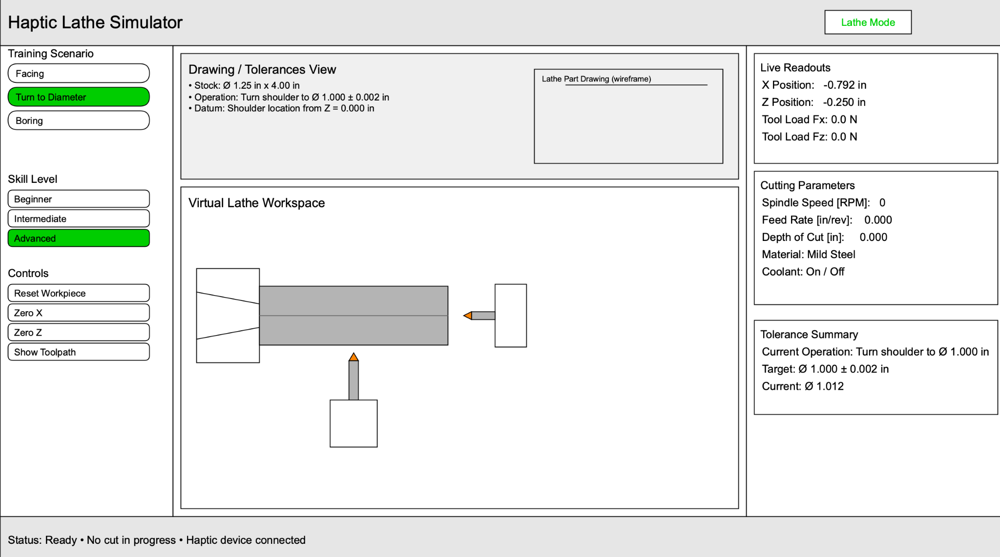 Haptic Lathe Simulator
Lathe Mode
Training Scenario
Facing
Turn to Diameter
Boring
Skill Level
Beginner
Intermediate
Advanced
Controls
Reset Workpiece
Zero X
Zero Z
Show Toolpath
Drawing / Tolerances View
• Stock: Ø 1.25 in x 4.00 in
• Operation: Turn shoulder to Ø 1.000 ± 0.002 in
• Datum: Shoulder location from Z = 0.000 in
Lathe Part Drawing (wireframe)
Virtual Lathe Workspace
Live Readouts
X Position: -0.792 in
Z Position: -0.250 in
Tool Load Fx: 0.0 N
Tool Load Fz: 0.0 N
Cutting Parameters
Spindle Speed [RPM]: 0
Feed Rate [in/rev]: 0.000
Depth of Cut [in]: 0.000
Material: Mild Steel
Coolant: On / Off
Tolerance Summary
Current Operation: Turn shoulder to Ø 1.000 in
Target: Ø 1.000 ± 0.002 in
Current: Ø 1.012
Status: Ready • No cut in progress • Haptic device connected